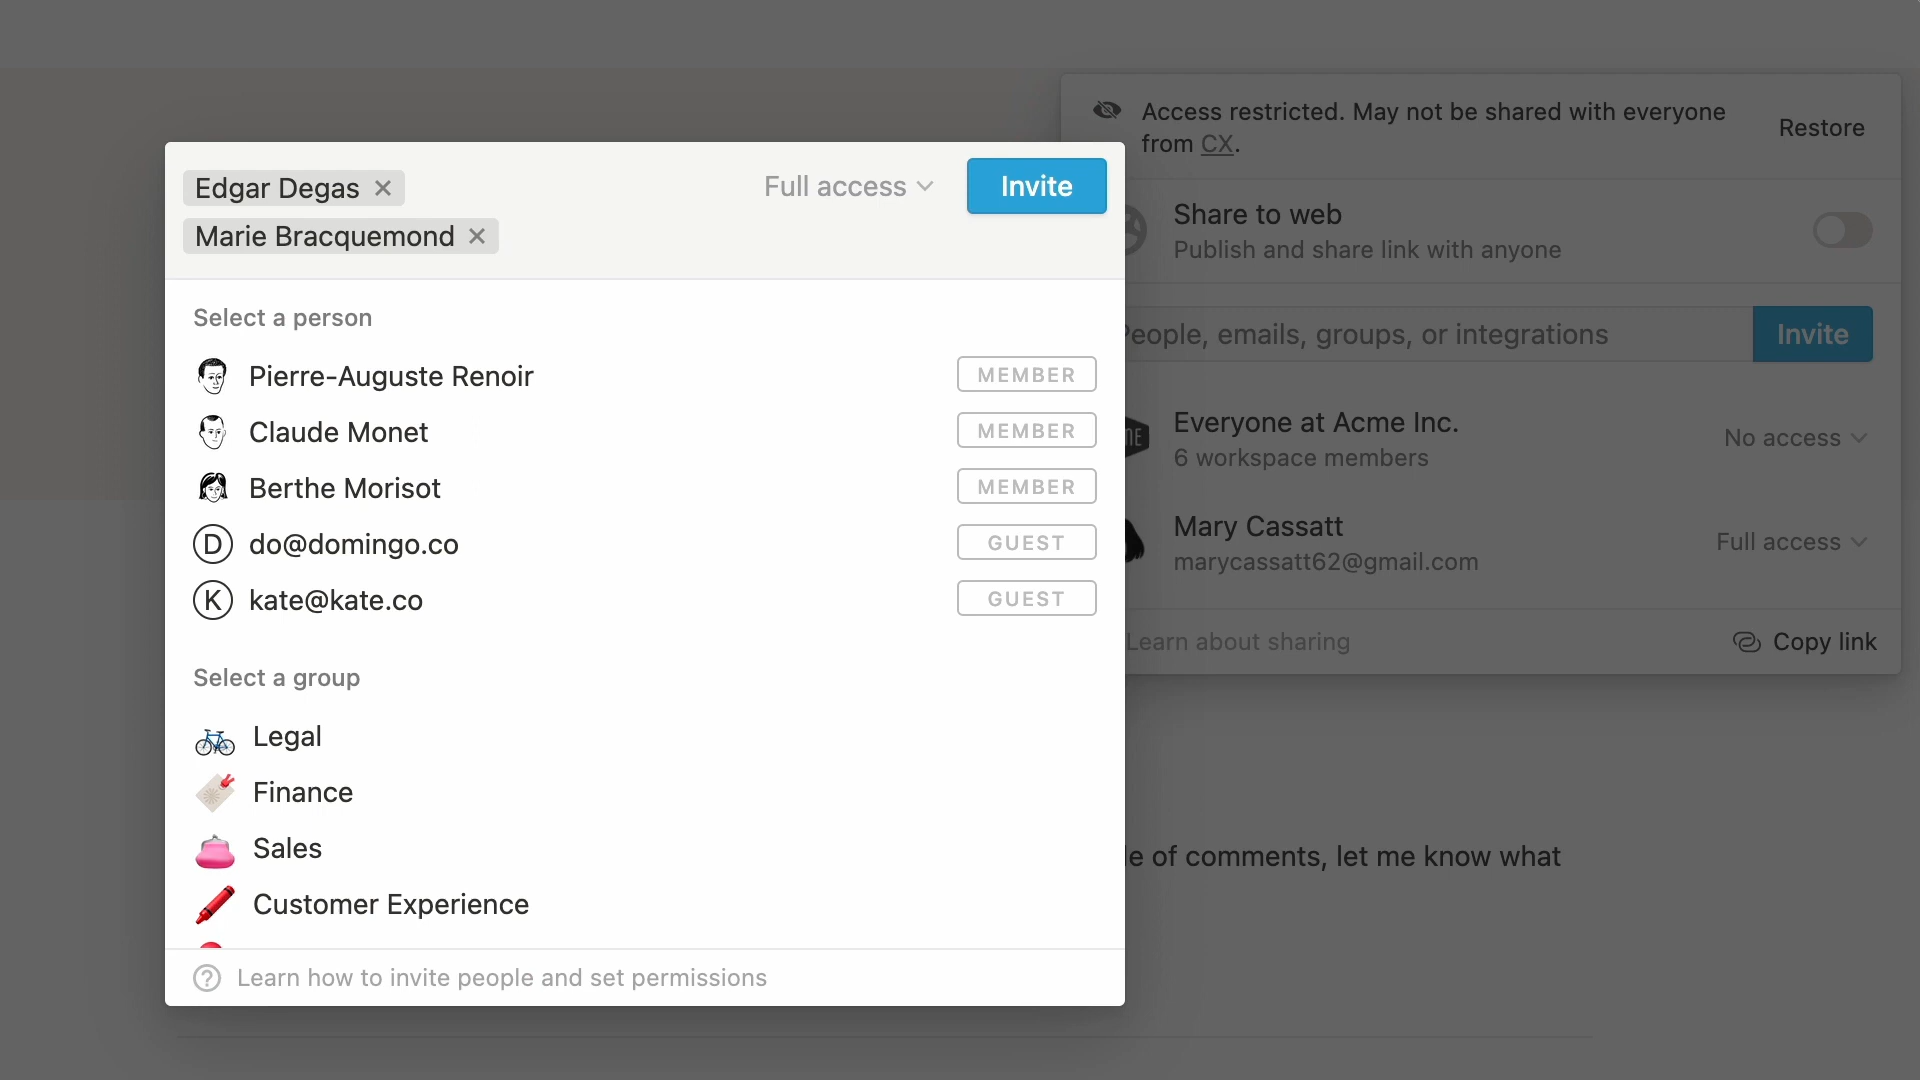 Access restricted. May not be shared with everyone
from CX.
Restore
Edgar Degas
Marie Bracquemond
Full access
Invite
Share to web
Publish and share link with anyone
People, emails, groups, or integrations
Invite
Select a person
Pierre-Auguste Renoir MEMBER
Claude Monet MEMBER
Berthe Morisot MEMBER
D do@domingo.co GUEST
K kate@kate.co GUEST
Everyone at Acme Inc.
6 workspace members
No access
Mary Cassatt
marycassatt62@gmail.com
Full access
Learn about sharing
Copy link
Select a group
Legal
Finance
Sales
Customer Experience
of comments, let me know what
? Learn how to invite people and set permissions